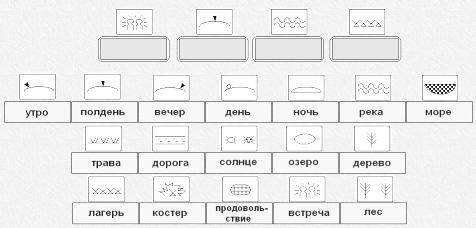 утро полдень вечер день ночь река море
трава дорога солнце озеро дерево
лагерь костер продоволь-
ствие встреча лес